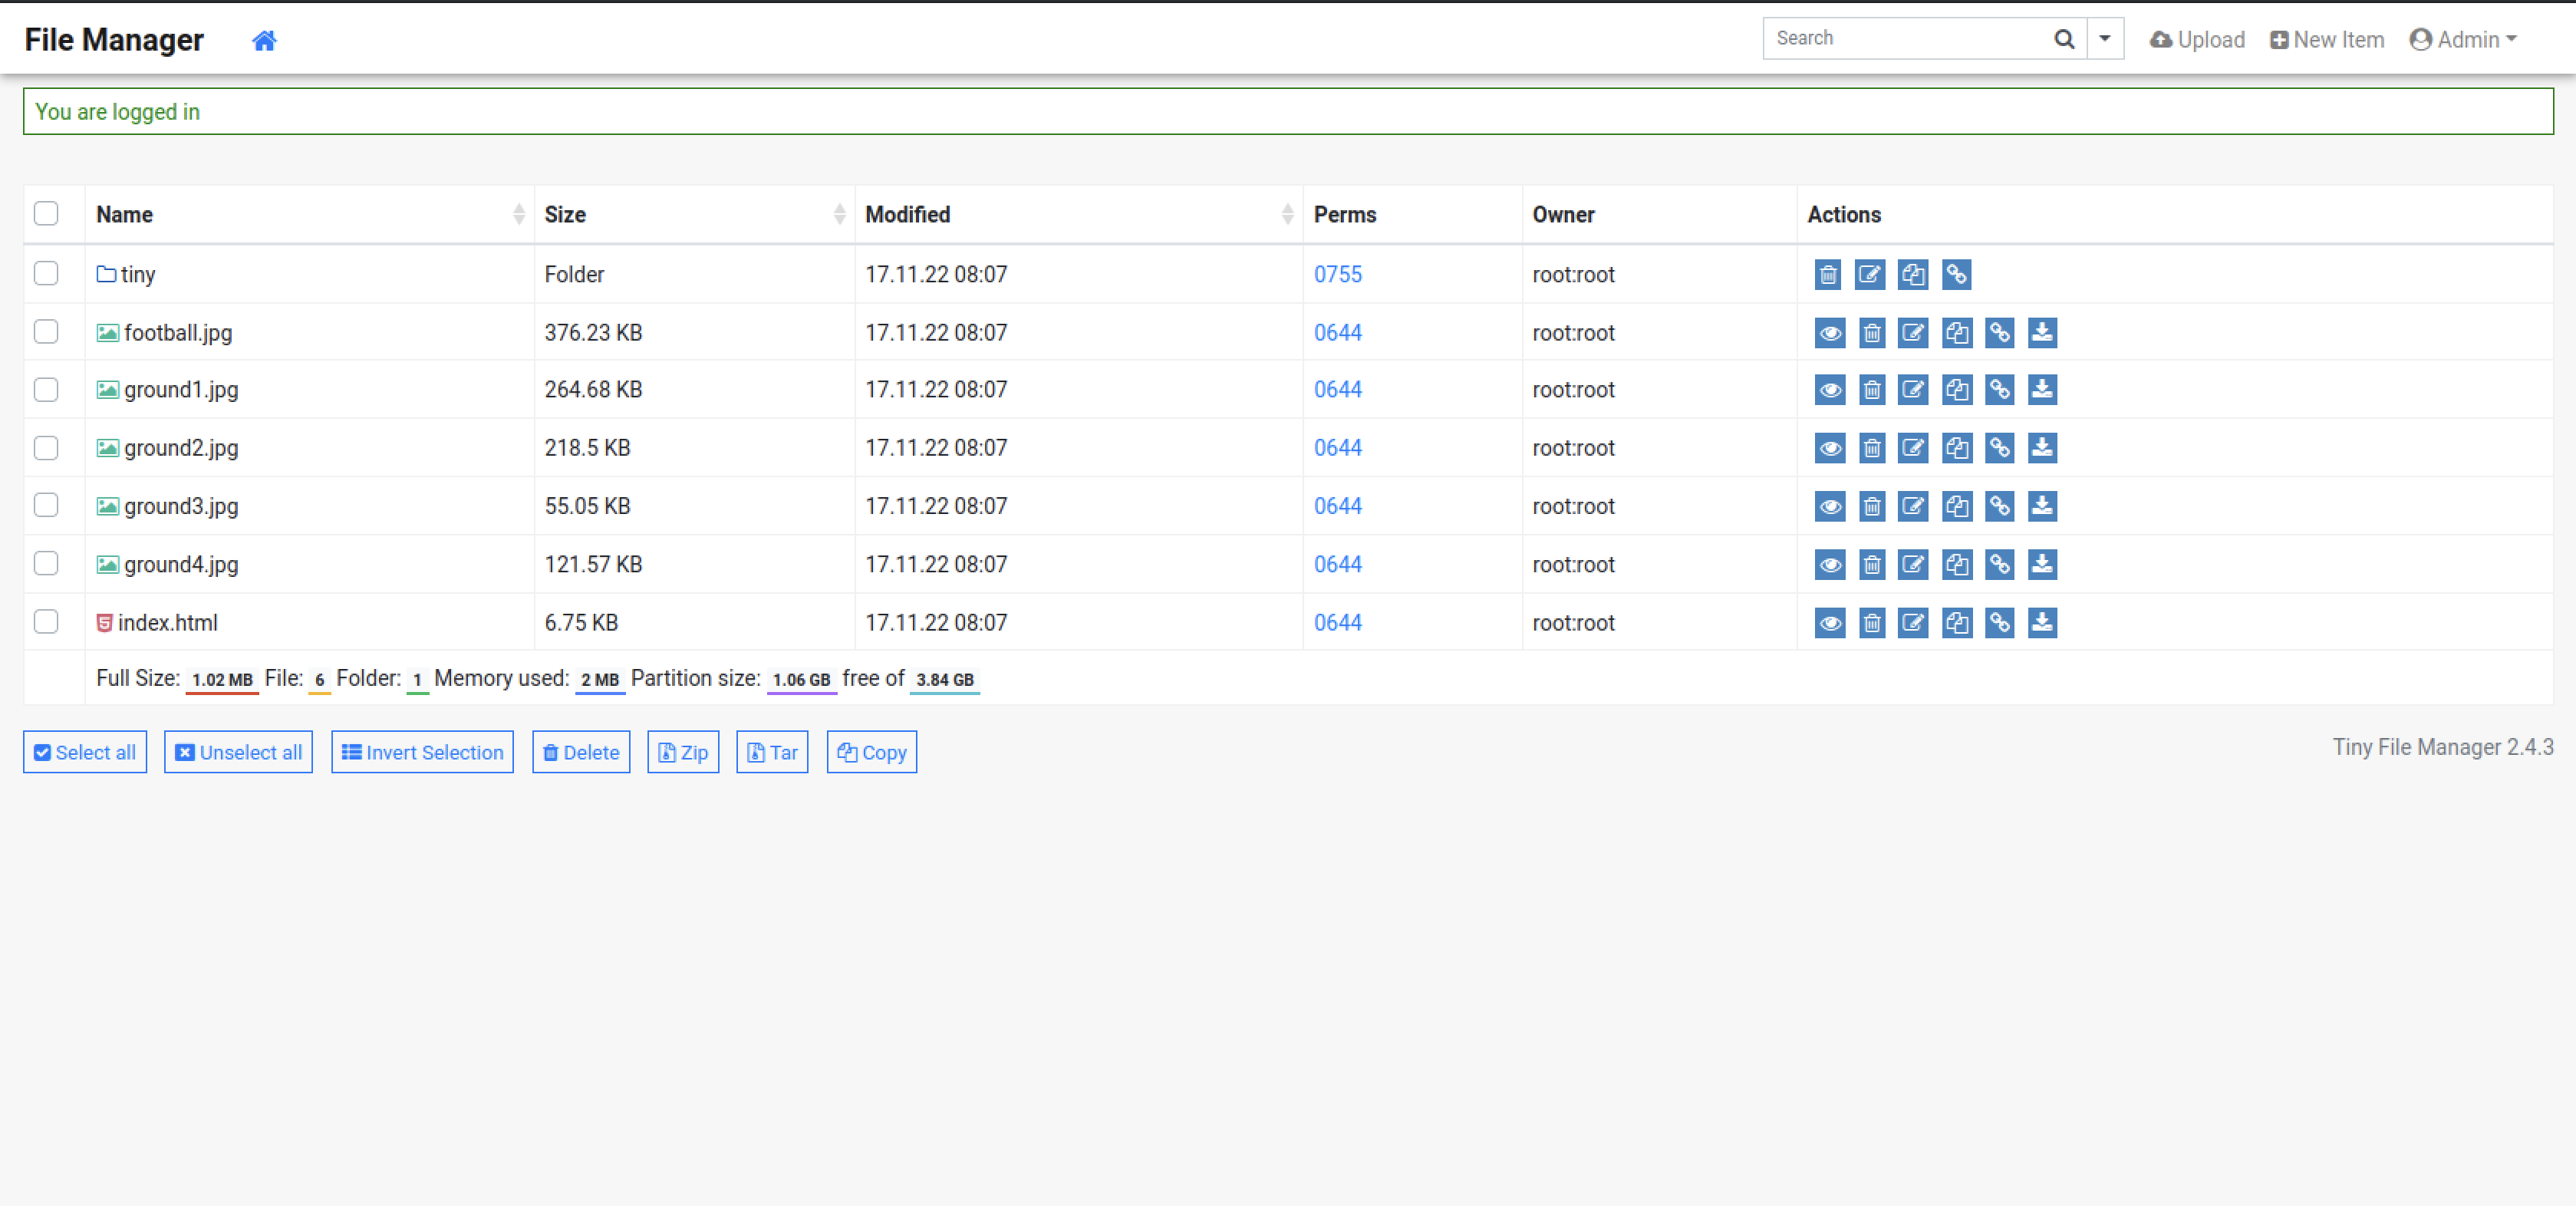 File Manager Search Upload New Item Admin
You are logged in
Name Size Modified Perms Owner Actions
tiny Folder 17.11.22 08:07 0755 root:root
football.jpg 376.23 KB 17.11.22 08:07 0644 root:root
ground1.jpg 264.68 KB 17.11.22 08:07 0644 root:root
ground2.jpg 218.5 KB 17.11.22 08:07 0644 root:root
ground3.jpg 55.05 KB 17.11.22 08:07 0644 root:root
ground4.jpg 121.57 KB 17.11.22 08:07 0644 root:root
index.html 6.75 KB 17.11.22 08:07 0644 root:root
Full Size: 1.02 MB File: 6 Folder: 1 Memory used: 2 MB Partition size: 1.06 GB free of 3.84 GB
Select all Unselect all Invert Selection Delete Zip Tar Copy Tiny File Manager 2.4.3